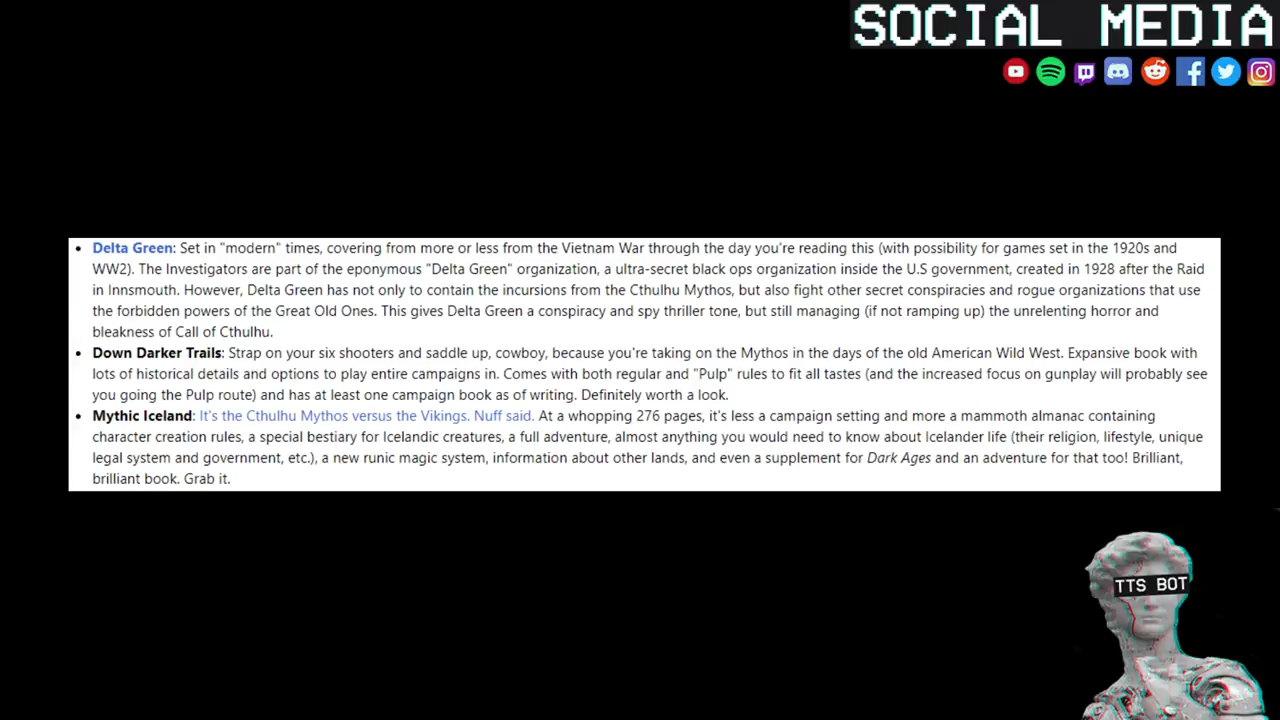 SOCIAL MEDIA
Delta Green: Set in "modern" times, covering from more or less from the Vietnam War through the day you're reading this (with possibility for games set in the 1920s and
WW2). The Investigators are part of the eponymous "Delta Green" organization, a ultra-secret black ops organization inside the U.S government, created in 1928 after the Raid
in Innsmouth. However, Delta Green has not only to contain the incursions from the Cthulhu Mythos, but also fight other secret conspiracies and rogue organizations that use
the forbidden powers of the Great Old Ones. This gives Delta Green a conspiracy and spy thriller tone, but still managing (if not ramping up) the unrelenting horror and
bleakness of Call of Cthulhu.
Down Darker Trails: Strap on your six shooters and saddle up, cowboy, because you're taking on the Mythos in the days of the old American Wild West. Expansive book with
lots of historical details and options to play entire campaigns in. Comes with both regular and "Pulp" rules to fit all tastes (and the increased focus on gunplay will probably see
you going the Pulp route) and has at least one campaign book as of writing. Definitely worth a look.
Mythic Iceland: It's the Cthulhu Mythos versus the Vikings. Nuff said. At a whopping 276 pages, it's less a campaign setting and more a mammoth almanac containing
character creation rules, a special bestiary for Icelandic creatures, a full adventure, almost anything you would need to know about Icelander life (their religion, lifestyle, unique
legal system and government, etc.), a new runic magic system, information about other lands, and even a supplement for Dark Ages and an adventure for that too! Brilliant,
brilliant book. Grab it.
TTS BOT